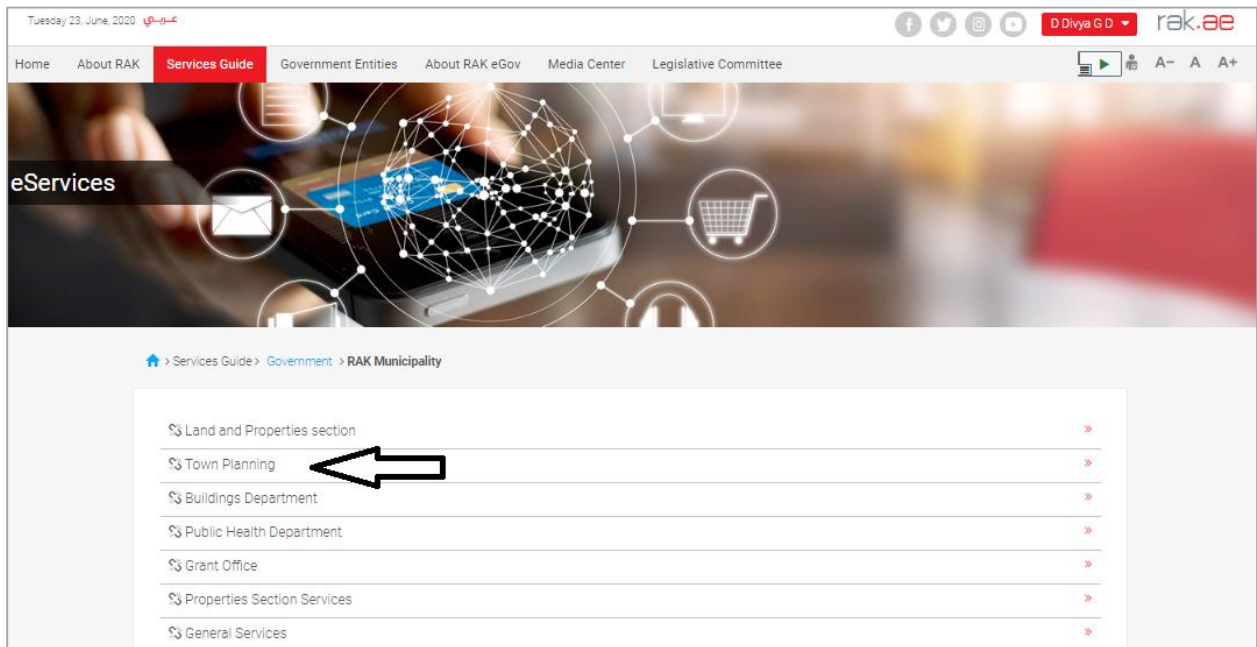 Tuesday 23, June, 2020 عـربـي
D Divya G D
rak.ae
Home About RAK Services Guide Government Entities About RAK eGov Media Center Legislative Committee A- A A+
eServices
> Services Guide > Government > RAK Municipality
Land and Properties section »
Town Planning »
Buildings Department »
Public Health Department »
Grant Office »
Properties Section Services »
General Services »